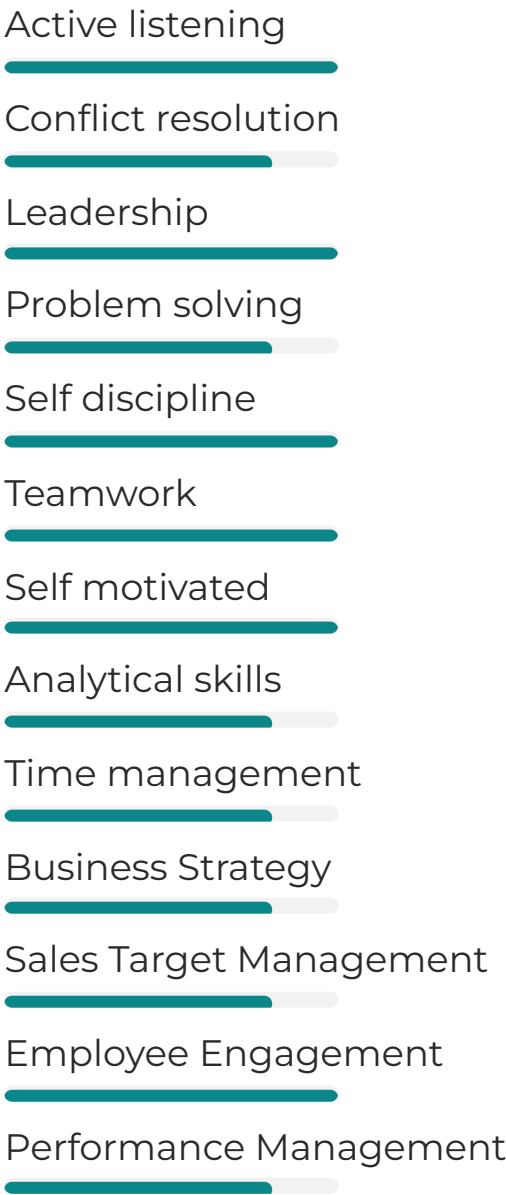 Active listening
Conflict resolution
Leadership
Problem solving
Self discipline
Teamwork
Self motivated
Analytical skills
Time management
Business Strategy
Sales Target Management
Employee Engagement
Performance Management